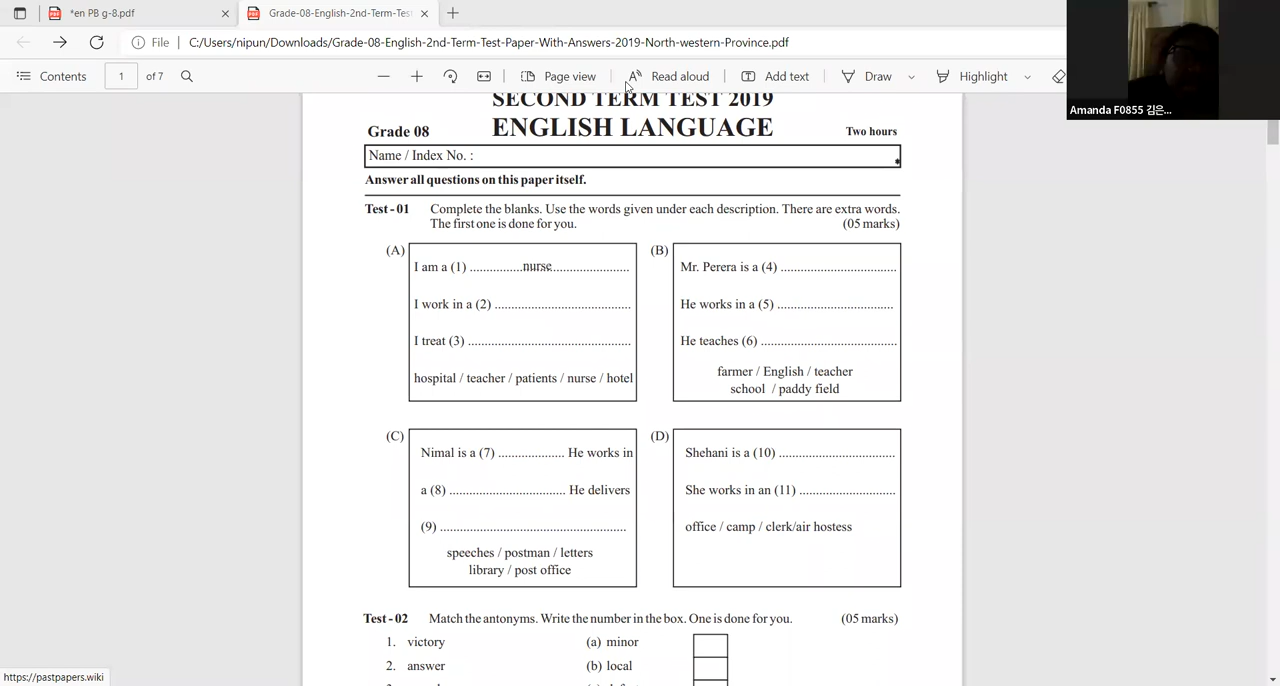 *en PB g-8.pdf
Grade-08-English-2nd-Term-Tes
File
C:/Users/nipun/Downloads/Grade-08-English-2nd-Term-Test-Paper-With-Answers-2019-North-western-Province.pdf
Contents
1
of 7
Page view
Read aloud
Add text
Draw
Highlight
Amanda F0855 김은...
SECOND TERM TEST 2019
Grade 08
ENGLISH LANGUAGE
Two hours
Name / Index No. :
Answer all questions on this paper itself.
Test - 01 Complete the blanks. Use the words given under each description. There are extra words.
The first one is done for you. (05 marks)
(A)
I am a (1) .............nurse...................
I work in a (2) ..................................
I treat (3) .........................................
hospital / teacher / patients / nurse / hotel
(B)
Mr. Perera is a (4) .............................
He works in a (5) .............................
He teaches (6) ..................................
farmer / English / teacher
school / paddy field
(C)
Nimal is a (7) ................. He works in
a (8) ............................. He delivers
(9) ...............................................
speeches / postman / letters
library / post office
(D)
Shehani is a (10) .............................
She works in an (11) ........................
office / camp / clerk/air hostess
Test - 02 Match the antonyms. Write the number in the box. One is done for you. (05 marks)
1. victory (a) minor
2. answer (b) local
https://pastpapers.wiki